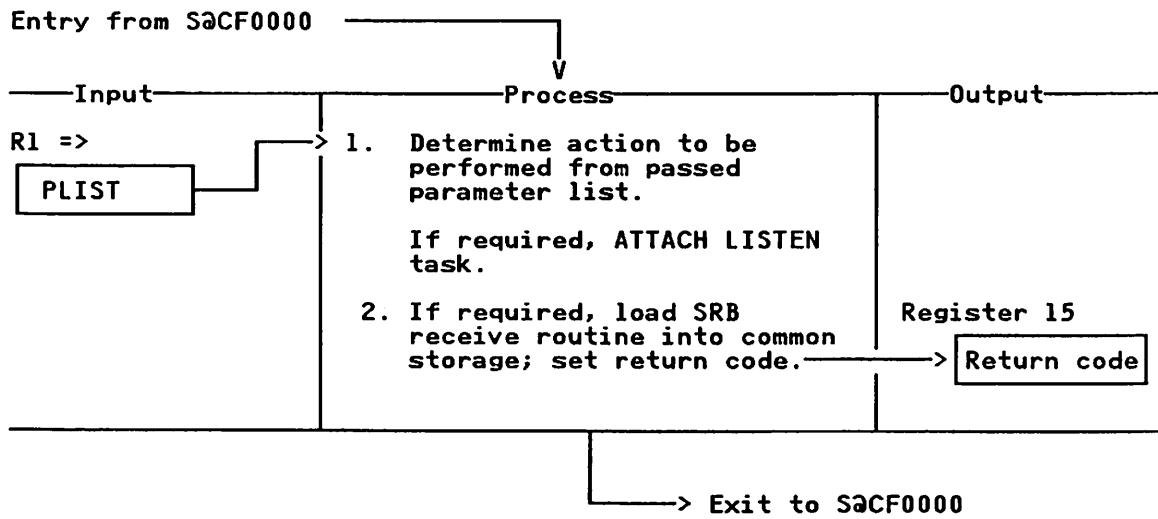 Entry from S∂CF0000
V
Input Process Output
R1 =>
PLIST
> 1. Determine action to be
performed from passed
parameter list.
If required, ATTACH LISTEN
task.
2. If required, load SRB
receive routine into common
storage; set return code. >
Register 15
Return code
> Exit to S∂CF0000